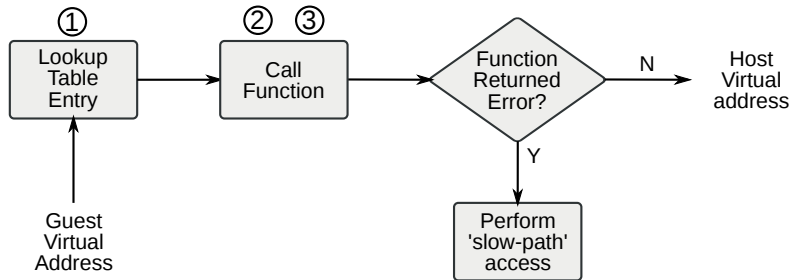 ①
Lookup
Table
Entry
② ③
Call
Function
Function
Returned
Error?
N
Host
Virtual
address
Y
Guest
Virtual
Address
Perform
'slow-path'
access